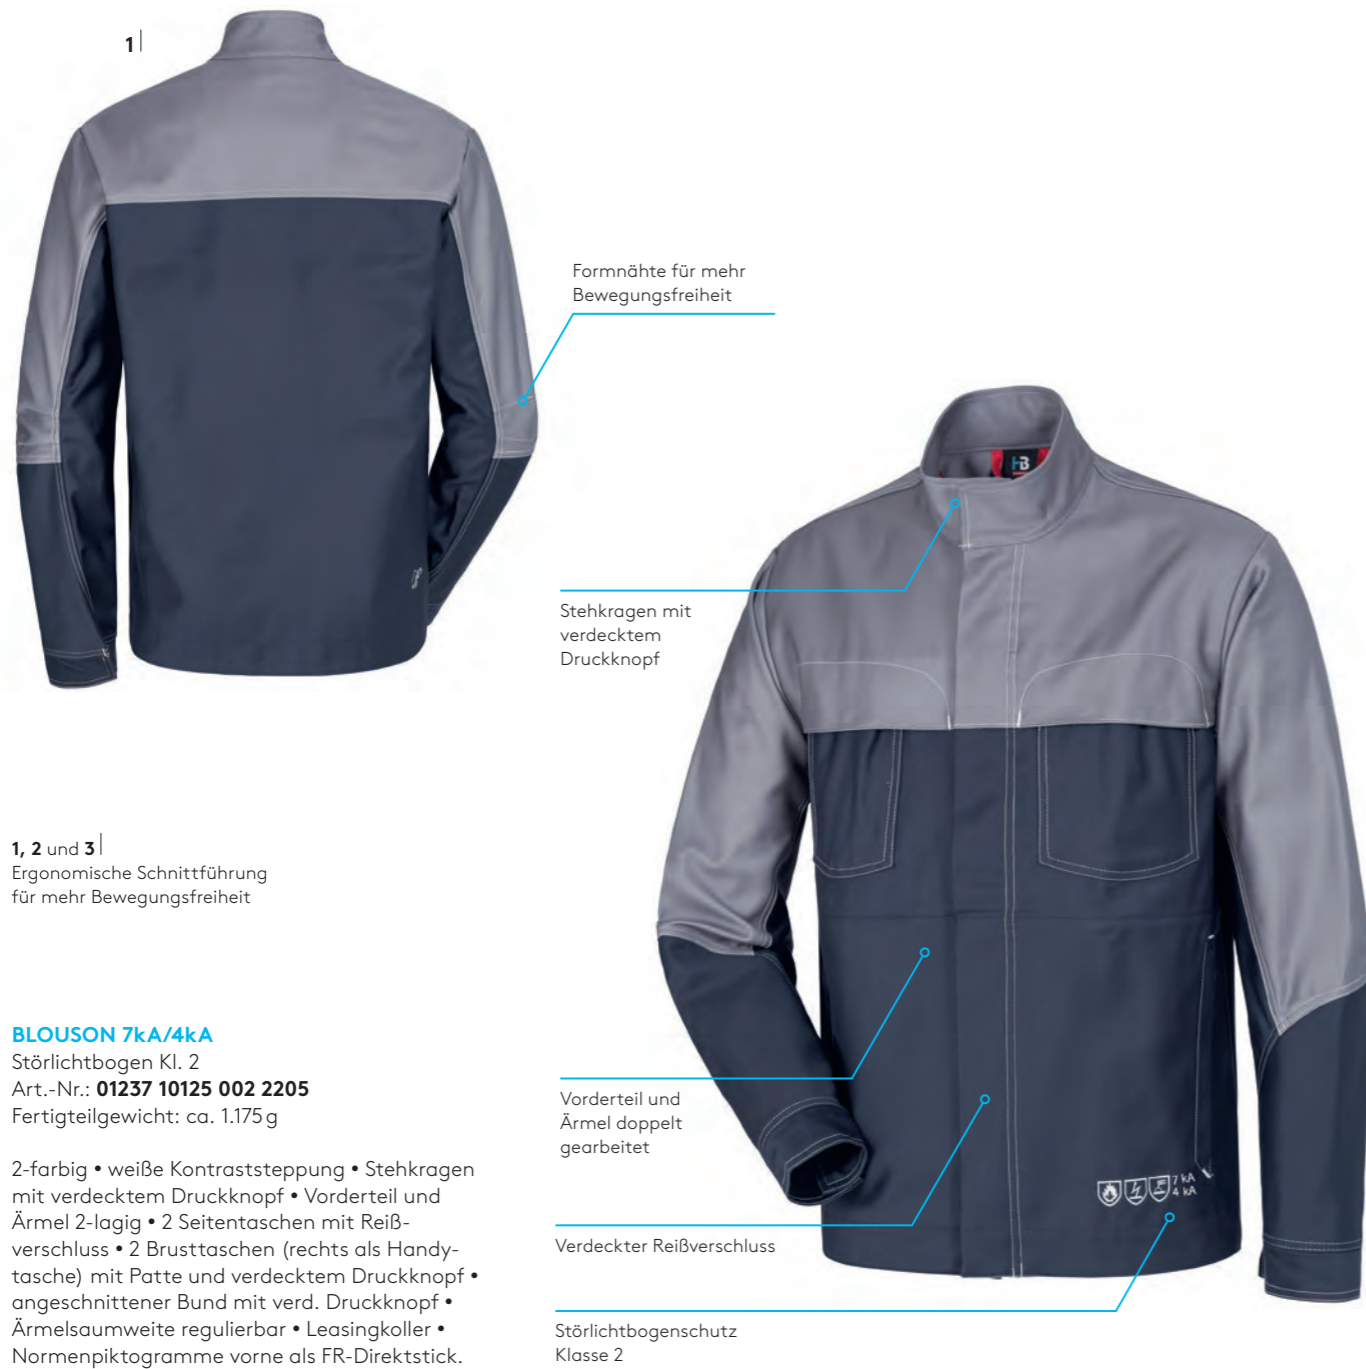 1
Formnähte für mehr
Bewegungsfreiheit
HB
Stehkragen mit
verdecktem
Druckknopf
1, 2 und 3
Ergonomische Schnittführung
für mehr Bewegungsfreiheit
BLOUSON 7kA/4kA
Störlichtbogen Kl. 2
Art.-Nr.: 01237 10125 002 2205
Fertigteilgewicht: ca. 1.175 g
2-farbig • weiße Kontraststeppung • Stehkragen
mit verdecktem Druckknopf • Vorderteil und
Ärmel 2-lagig • 2 Seitentaschen mit Reiß-
verschluss • 2 Brusttaschen (rechts als Handy-
tasche) mit Patte und verdecktem Druckknopf •
angeschnittener Bund mit verd. Druckknopf •
Ärmelsaumweite regulierbar • Leasingkoller •
Normenpiktogramme vorne als FR-Direktstick.
Vorderteil und
Ärmel doppelt
gearbeitet
7 kA
4 kA
Verdeckter Reißverschluss
Störlichtbogenschutz
Klasse 2